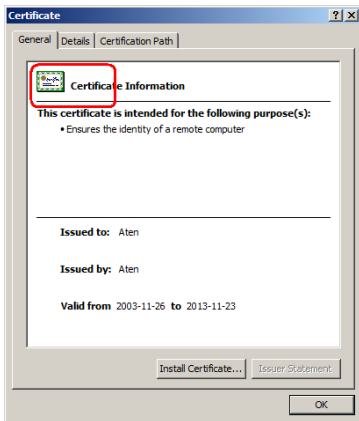 Certificate
General Details Certification Path
Certificate Information
This certificate is intended for the following purpose(s):
• Ensures the identity of a remote computer
Issued to: Aten
Issued by: Aten
Valid from 2003-11-26 to 2013-11-23
Install Certificate... Issuer Statement
OK